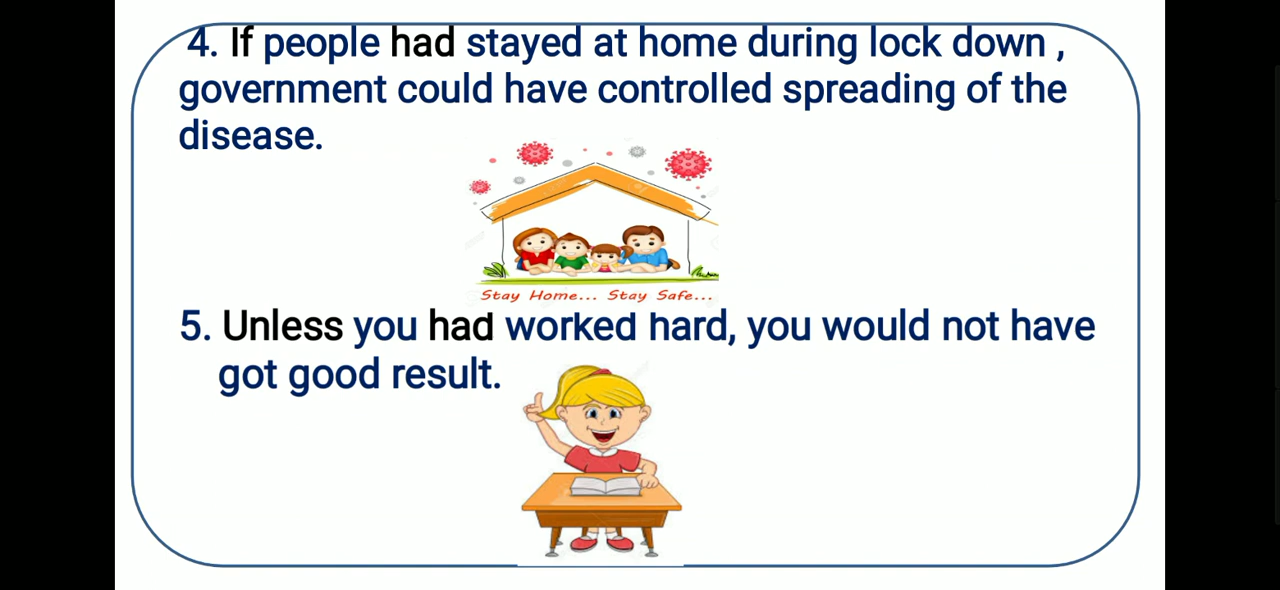 4. If people had stayed at home during lock down ,
government could have controlled spreading of the
disease.
Stay Home... Stay Safe...
5. Unless you had worked hard, you would not have
got good result.